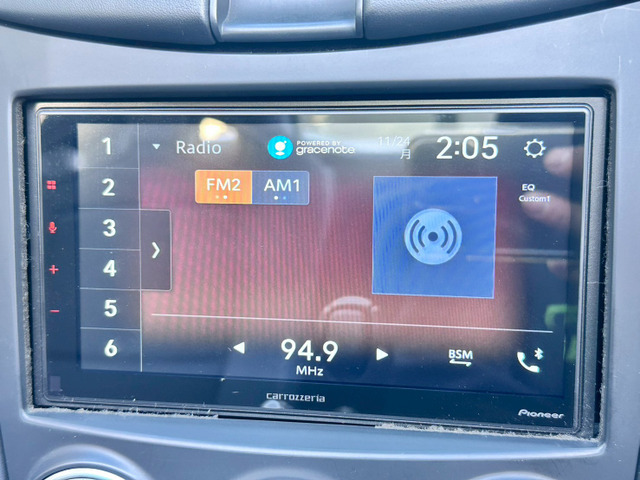 1
Radio
POWERED BY
gracenote
11/24
月
2:05
2
FM2
AM1
EQ
Custom1
3
4
5
6
94.9
MHz
BSM
carrozzeria
Pioneer